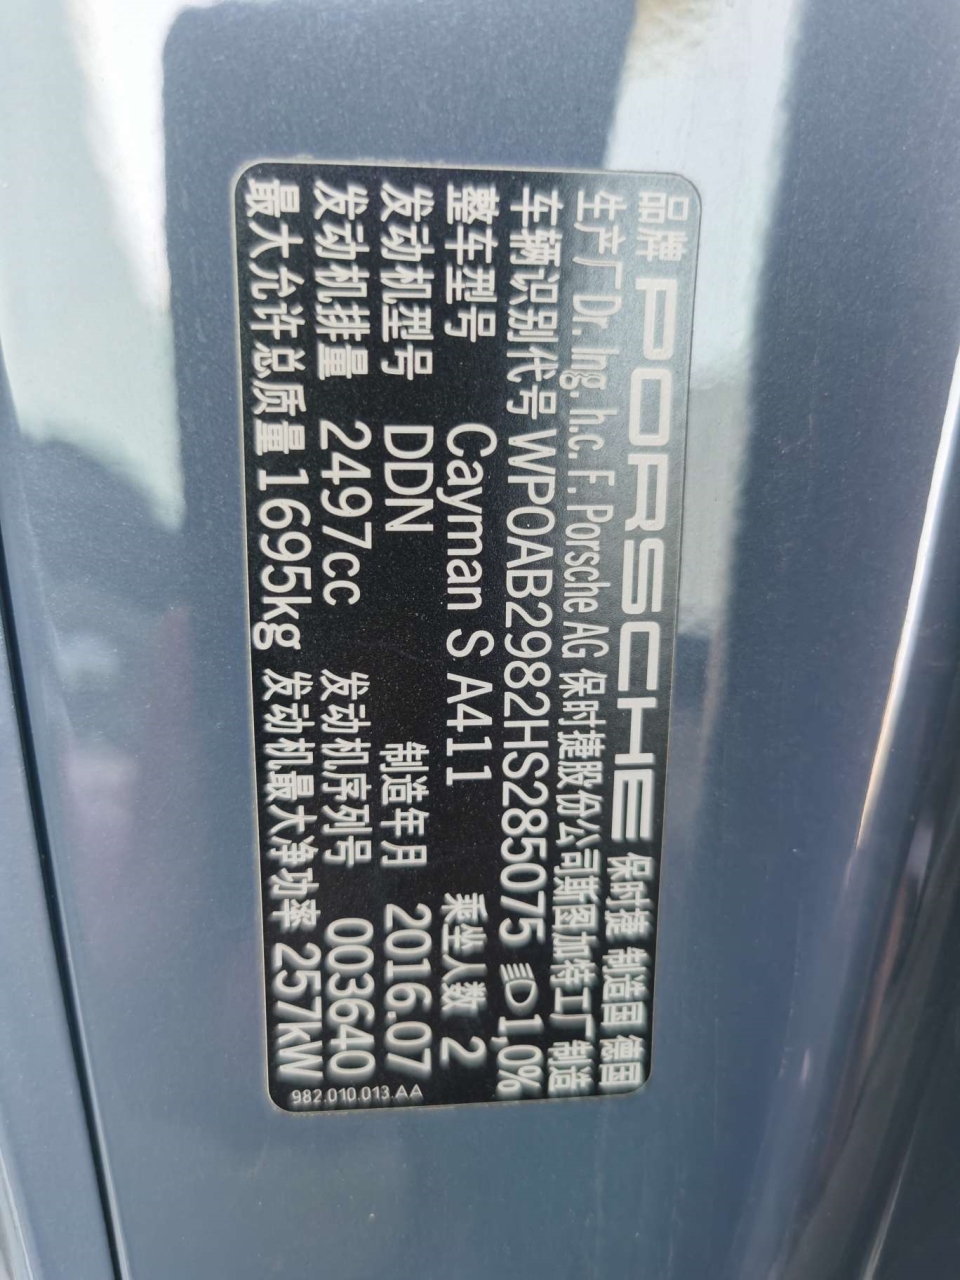 品牌 PORSCHE 保时捷 制造国 德国
生产厂 Dr. Ing. h.c. F. Porsche AG 保时捷股份公司斯图加特工厂制造
车辆识别代号 WP0AB2982HS285075 1,0%
整车型号 Cayman S A411 乘坐人数 2
发动机型号 DDN 制造年月 2016.07
发动机排量 2497cc 发动机序列号 003640
最大允许总质量 1695kg 发动机最大净功率 257kW
982.010.013.AA